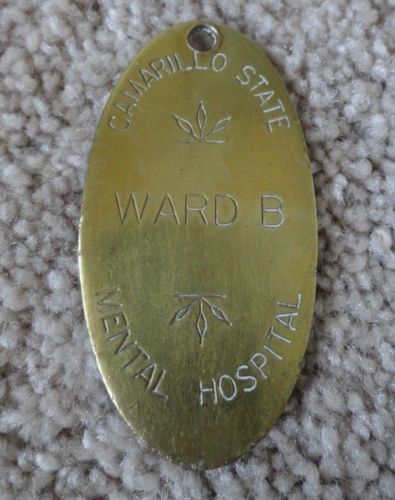 CAMARILLO STATE
WARD B
MENTAL HOSPITAL